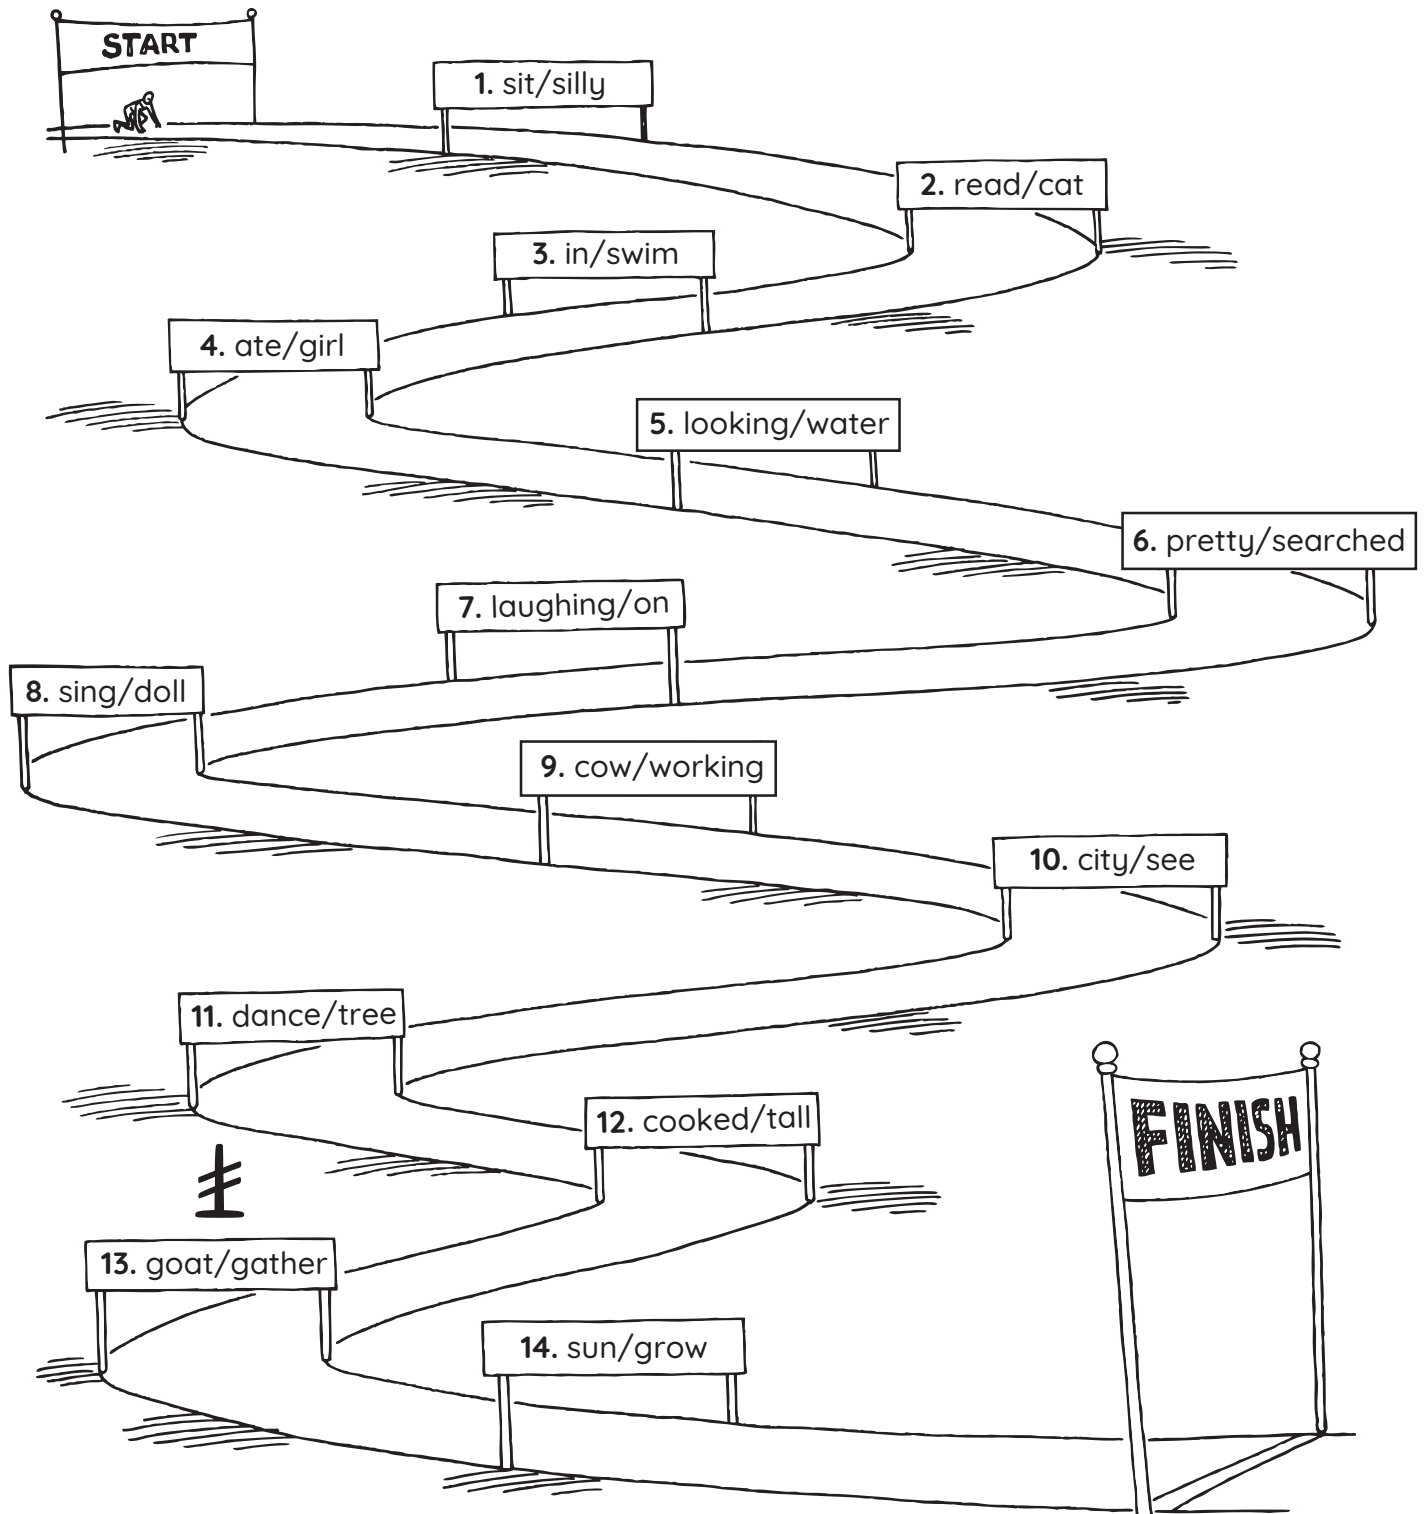 START
1. sit/silly
2. read/cat
3. in/swim
4. ate/girl
5. looking/water
6. pretty/searched
7. laughing/on
8. sing/doll
9. cow/working
10. city/see
11. dance/tree
12. cooked/tall
13. goat/gather
14. sun/grow
FINISH